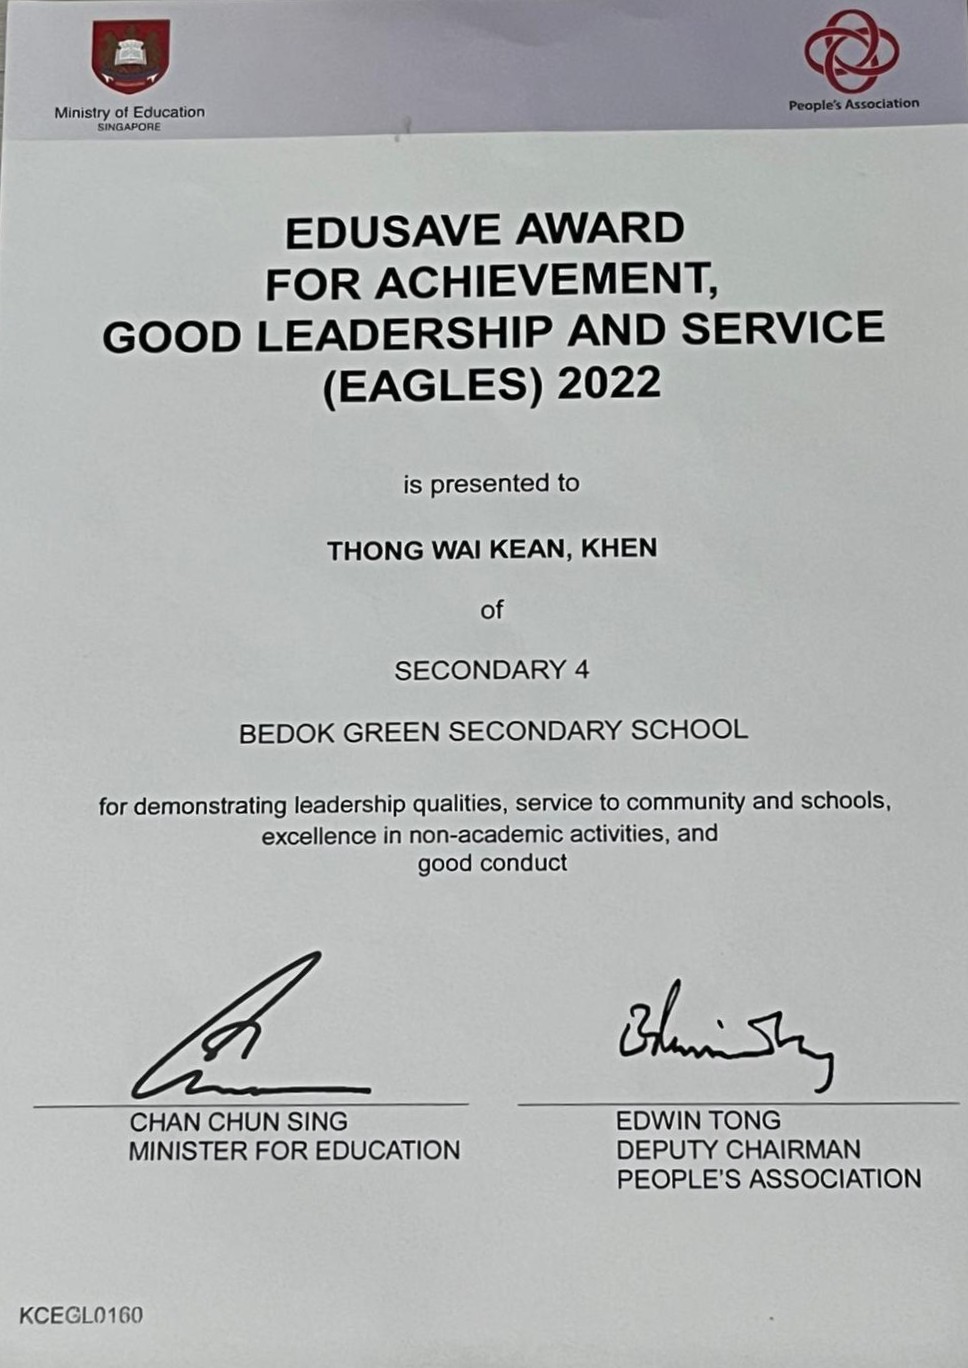 Ministry of Education
SINGAPORE
People's Association
EDUSAVE AWARD
FOR ACHIEVEMENT,
GOOD LEADERSHIP AND SERVICE
(EAGLES) 2022
is presented to
THONG WAI KEAN, KHEN
of
SECONDARY 4
BEDOK GREEN SECONDARY SCHOOL
for demonstrating leadership qualities, service to community and schools,
excellence in non-academic activities, and
good conduct
CHAN CHUN SING
MINISTER FOR EDUCATION
EDWIN TONG
DEPUTY CHAIRMAN
PEOPLE'S ASSOCIATION
KCEGL0160